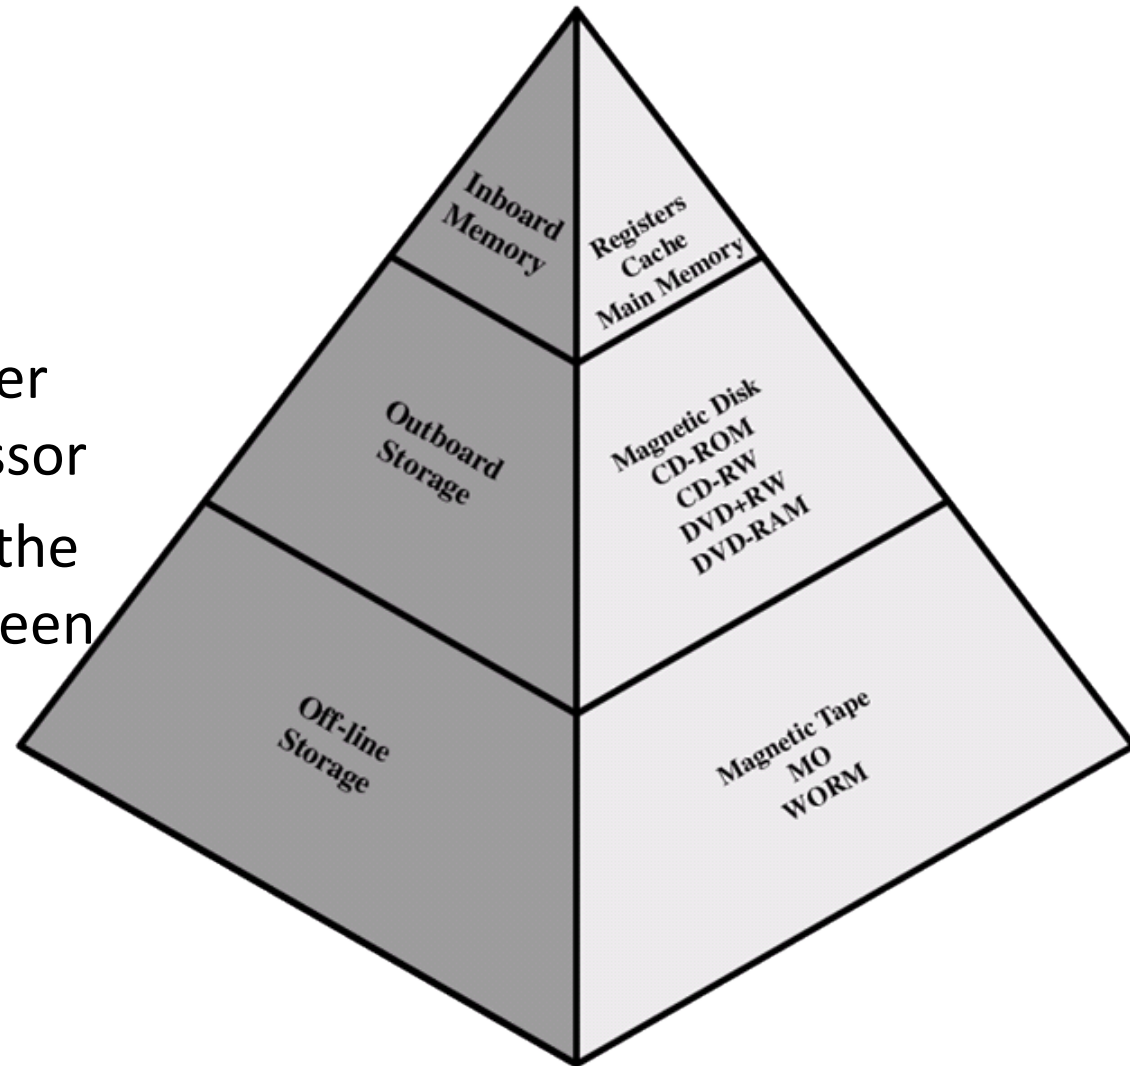 er
ssor
the
een
Inboard
Memory
Registers
Cache
Main Memory
Outboard
Storage
Magnetic Disk
CD-ROM
CD-RW
DVD+RW
DVD-RAM
Off-line
Storage
Magnetic Tape
MO
WORM